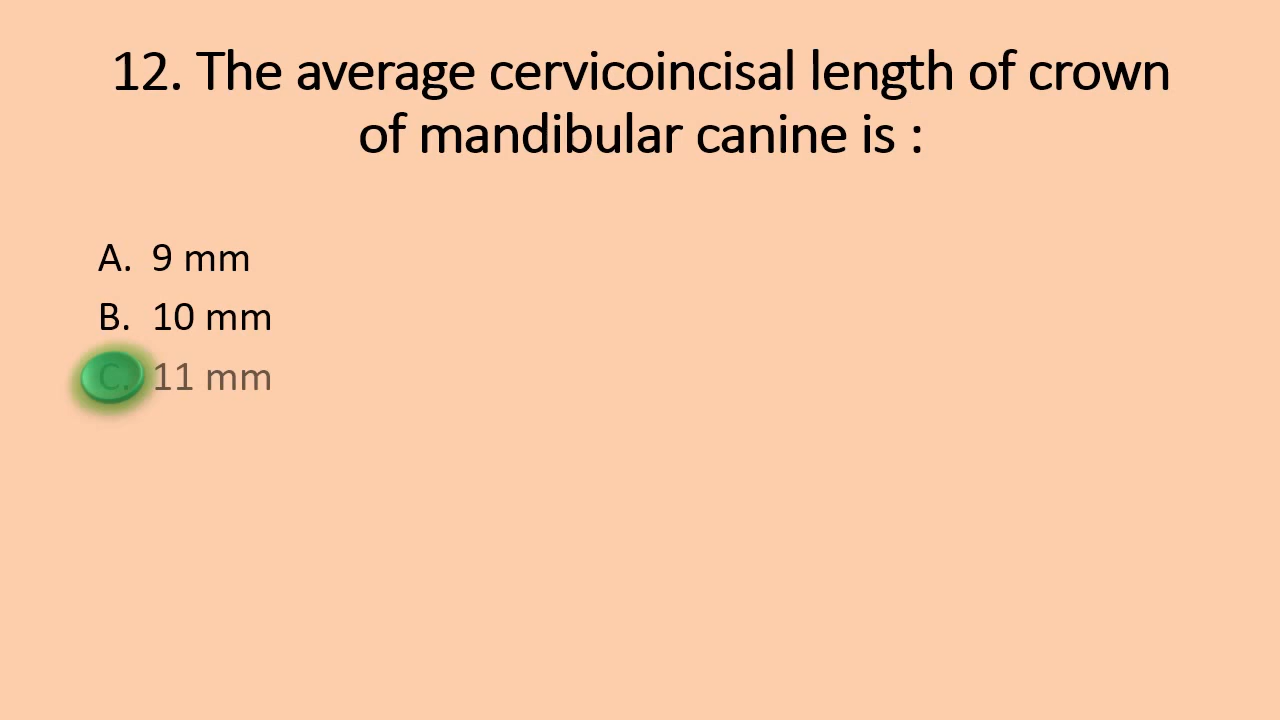 12. The average cervicoincisal length of crown
of mandibular canine is :
A. 9 mm
B. 10 mm
C. 11 mm